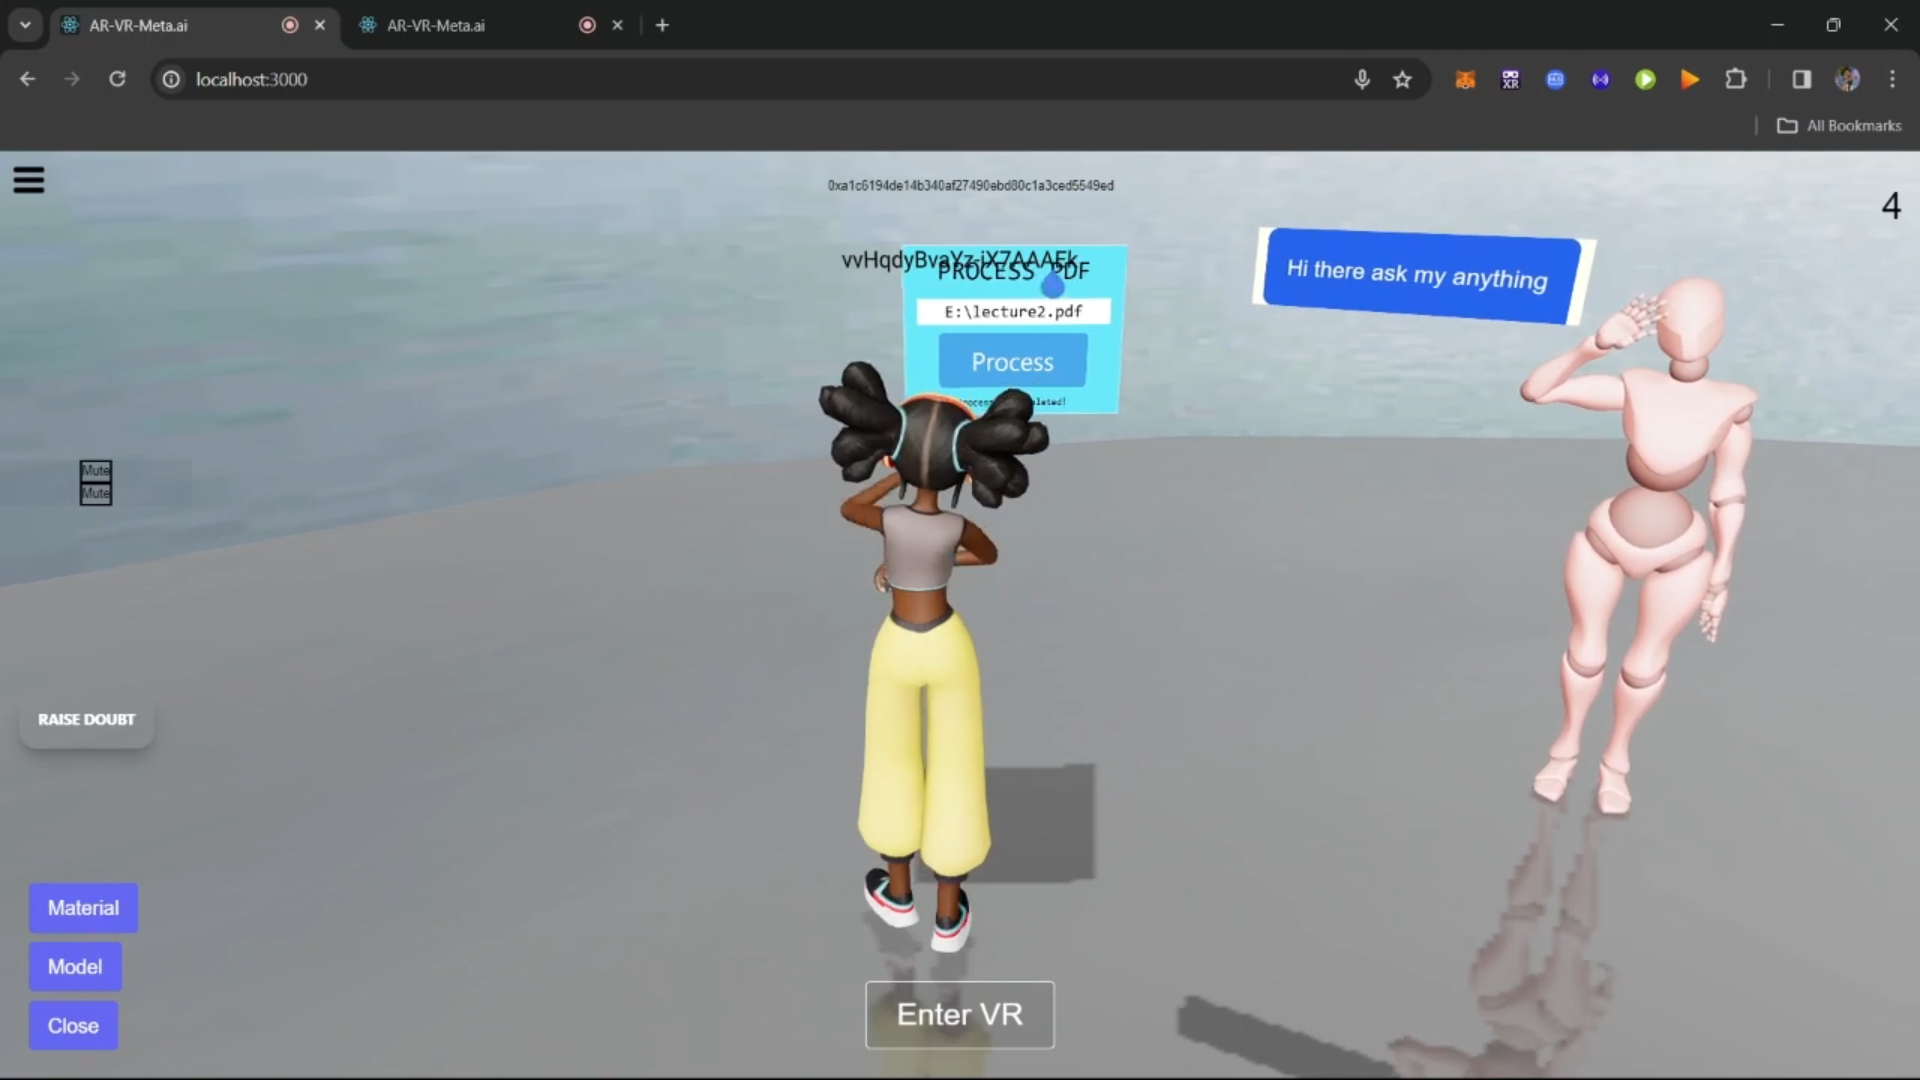 AR-VR-Meta.ai
AR-VR-Meta.ai
localhost:3000
XR
All Bookmarks
0xa1c6194de14b340af27490ebd80c1a3ced5549ed
4
PROCESS PDF
Hi there ask my anything
E:\lecture2.pdf
Process
Mute
Mute
RAISE DOUBT
Material
Model
Close
Enter VR